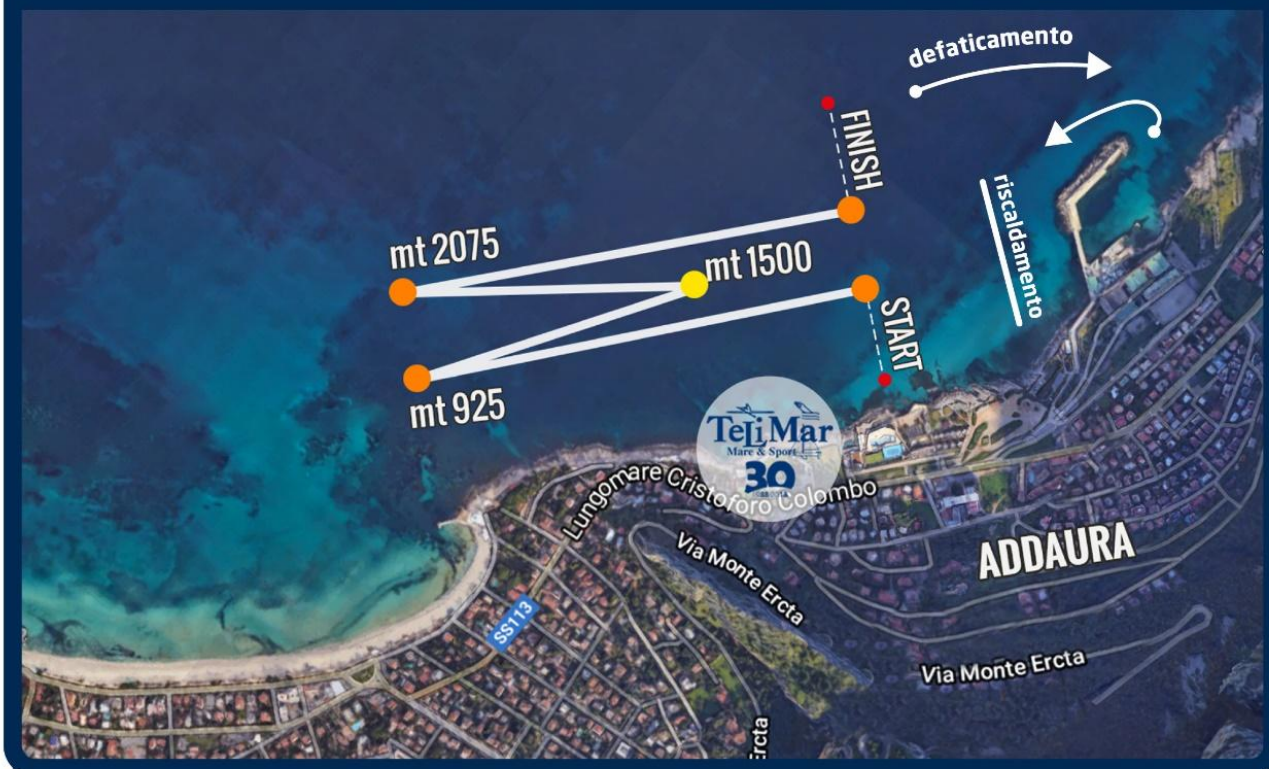 defaticamento
FINISH
riscaldamento
mt 2075
mt 1500
START
mt 925
TeLiMar
Mare & Sport
30
Lungomare Cristoforo Colombo
Via Monte Ercta
ADDAURA
SS113
Via Monte Ercta
Ercta